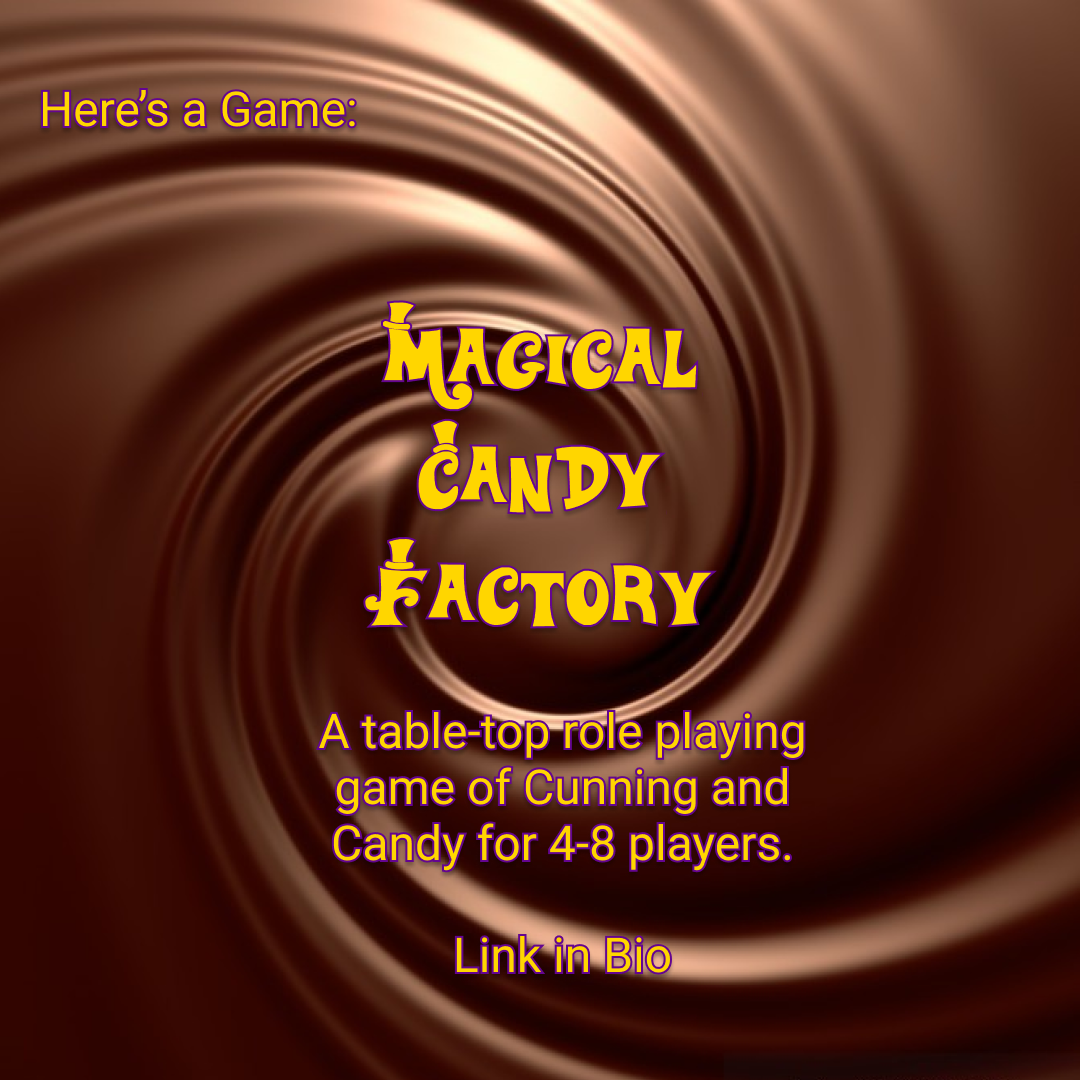 Here’s a Game:
Magical
Candy
Factory
A table-top role playing
game of Cunning and
Candy for 4-8 players.
Link in Bio